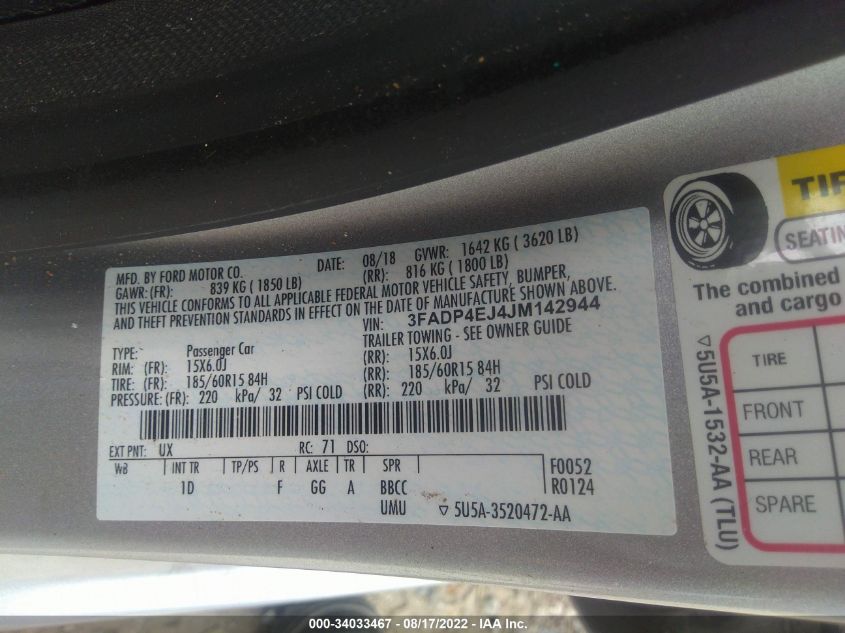 MFD. BY FORD MOTOR CO. DATE: 08/18 GVWR: 1642 KG ( 3620 LB)
GAWR: (FR): 839 KG ( 1850 LB) (RR): 816 KG ( 1800 LB)
THIS VEHICLE CONFORMS TO ALL APPLICABLE FEDERAL MOTOR VEHICLE SAFETY, BUMPER,
AND THEFT PREVENTION STANDARDS IN EFFECT ON THE DATE OF MANUFACTURE SHOWN ABOVE.
VIN: 3FADP4EJ4JM142944
TYPE: Passenger Car TRAILER TOWING - SEE OWNER GUIDE
RIM: (FR): 15X6.0J (RR): 15X6.0J
TIRE: (FR): 185/60R15 84H (RR): 185/60R15 84H
PRESSURE: (FR): 220 kPa/ 32 PSI COLD (RR): 220 kPa/ 32 PSI COLD
EXT PNT: UX RC: 71 DSO:
WB INT TR TP/PS R AXLE TR SPR F0052
1D F GG A BBCC R0124
UMU ▽ 5U5A-3520472-AA
TIR
SEATIN
The combined
and cargo
TIRE
FRONT
REAR
SPARE
▽5U5A-1532-AA (TLU)
000-34033467 - 08/17/2022 - IAA Inc.